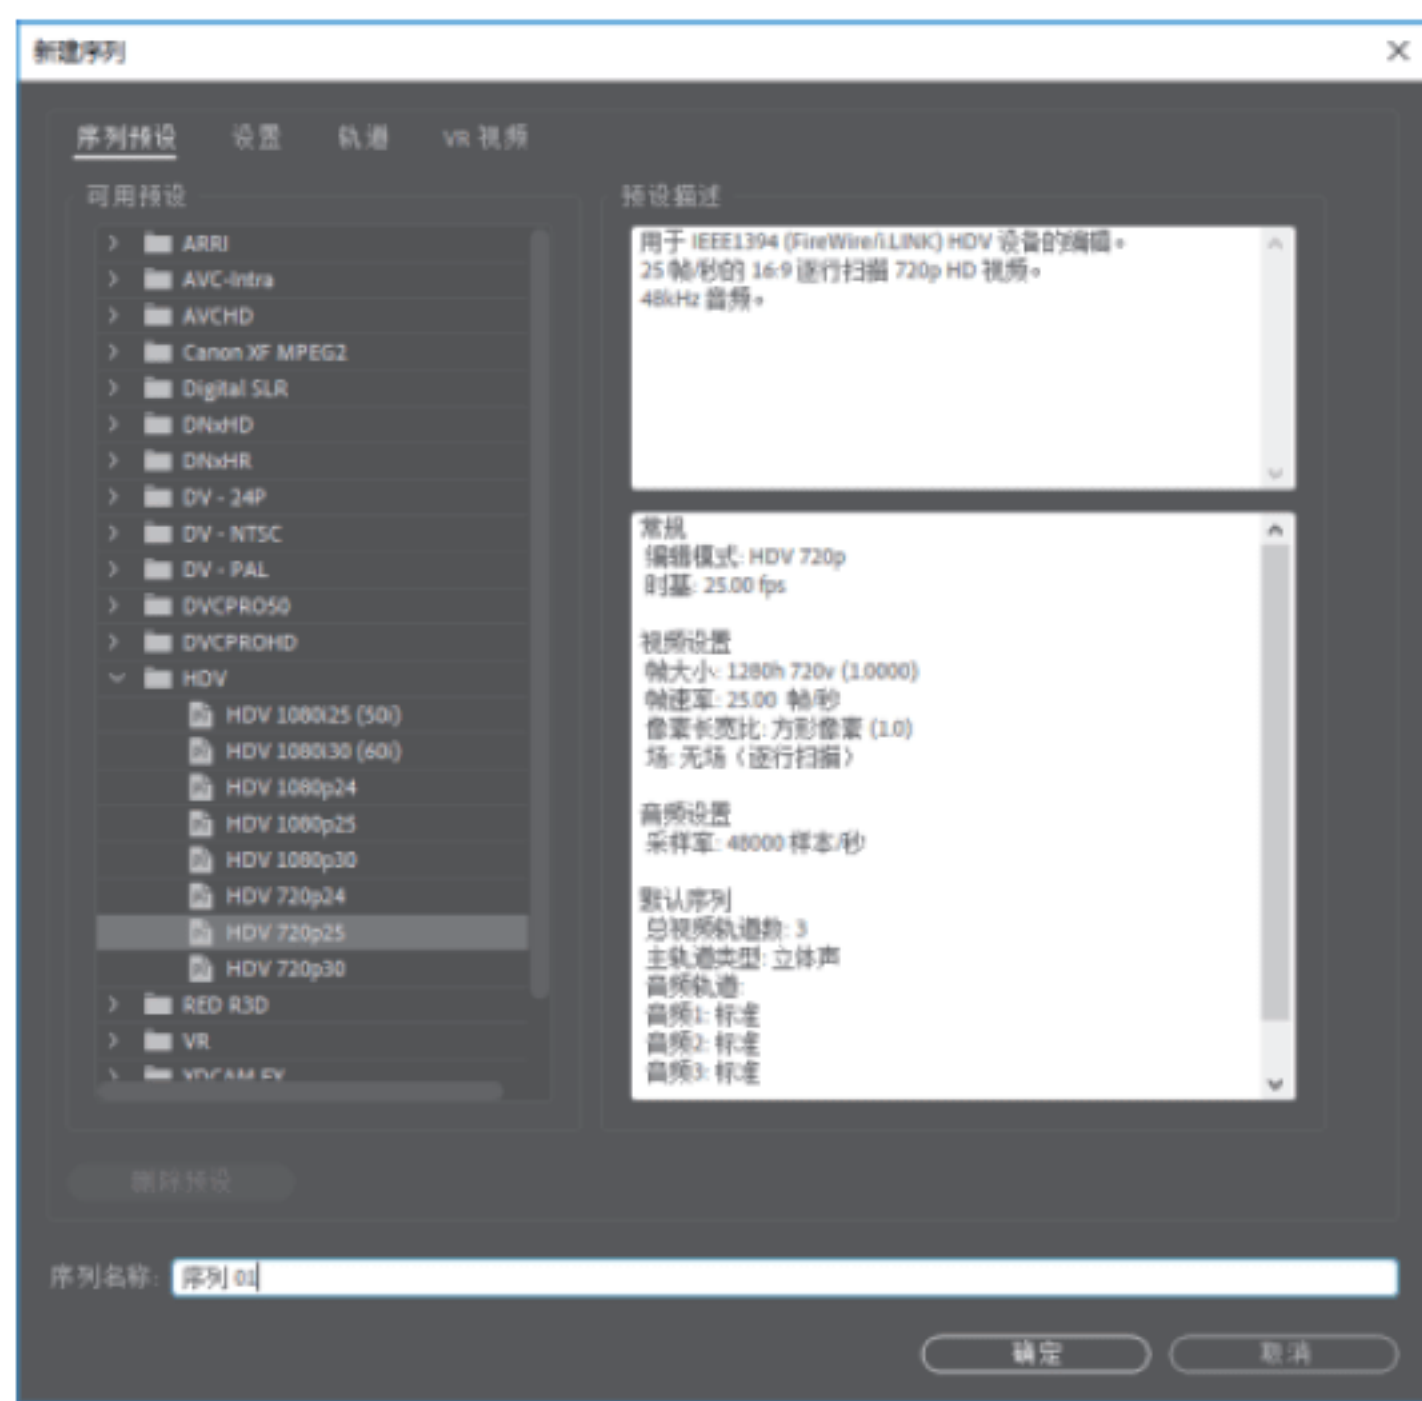 新建序列
序列预设 设置 轨道 VR 视频
可用预设
ARRI
AVC-Intra
AVCHD
Canon XF MPEG2
Digital SLR
DNxHD
DNxHR
DV - 24P
DV - NTSC
DV - PAL
DVCPRO50
DVCPROHD
HDV
HDV 1080i25 (50i)
HDV 1080i30 (60i)
HDV 1080p24
HDV 1080p25
HDV 1080p30
HDV 720p24
HDV 720p25
HDV 720p30
RED R3D
VR
XDCAM EX
删除预设
预设描述
用于 IEEE1394 (FireWire/i.LINK) HDV 设备的编辑。
25 帧/秒的 16:9 逐行扫描 720p HD 视频。
48kHz 音频。
常规
编辑模式: HDV 720p
时基: 25.00 fps
视频设置
帧大小: 1280h 720v (1.0000)
帧速率: 25.00 帧/秒
像素长宽比: 方形像素 (1.0)
场: 无场（逐行扫描）
音频设置
采样率: 48000 样本/秒
默认序列
总视频轨道数: 3
主轨道类型: 立体声
音频轨道:
音频1: 标准
音频2: 标准
音频3: 标准
序列名称: 序列 01
确定 取消